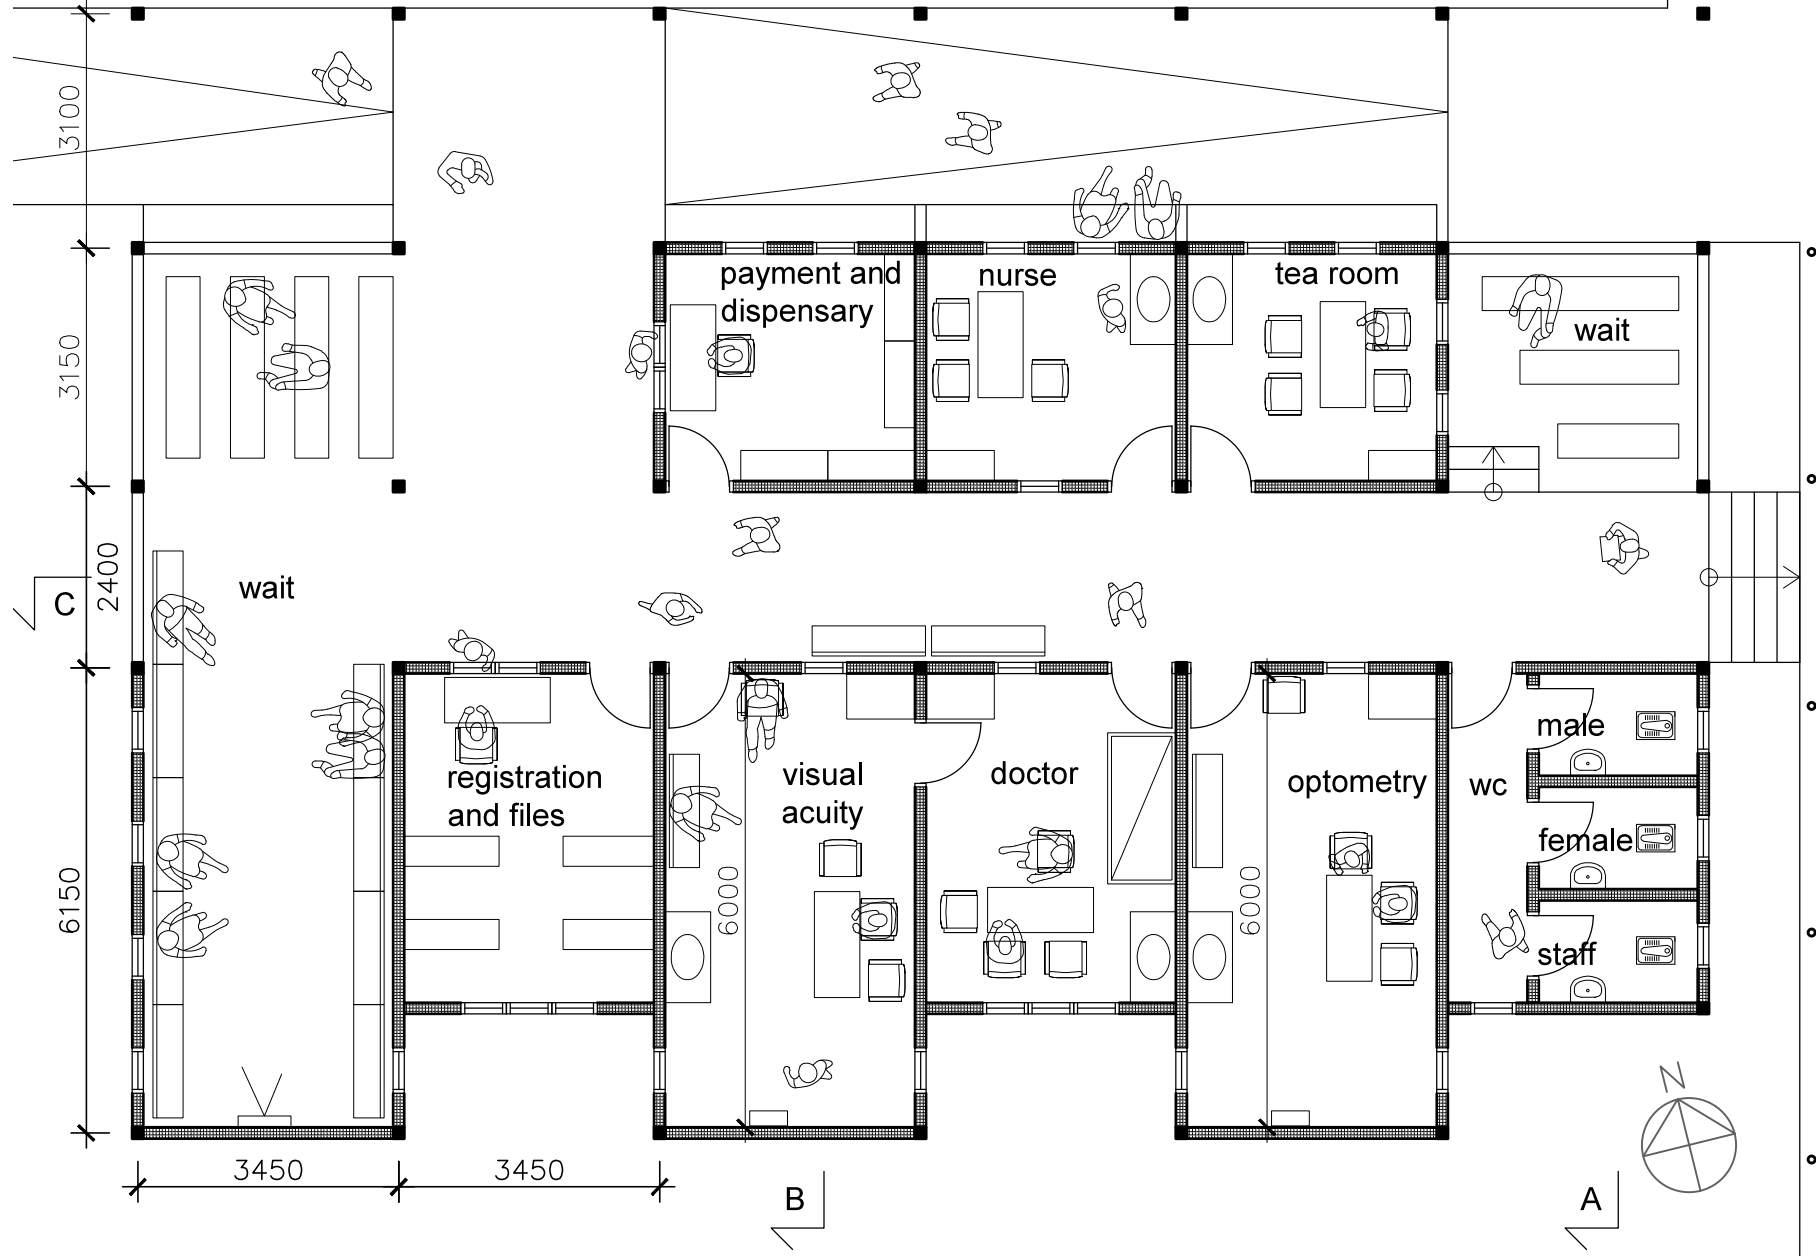 3100
payment and
dispensary
nurse
tea room
wait
3150
2400
C
wait
registration
and files
visual
acuity
doctor
optometry
wc
male
female
staff
6000
6000
6150
N
3450
3450
B
A